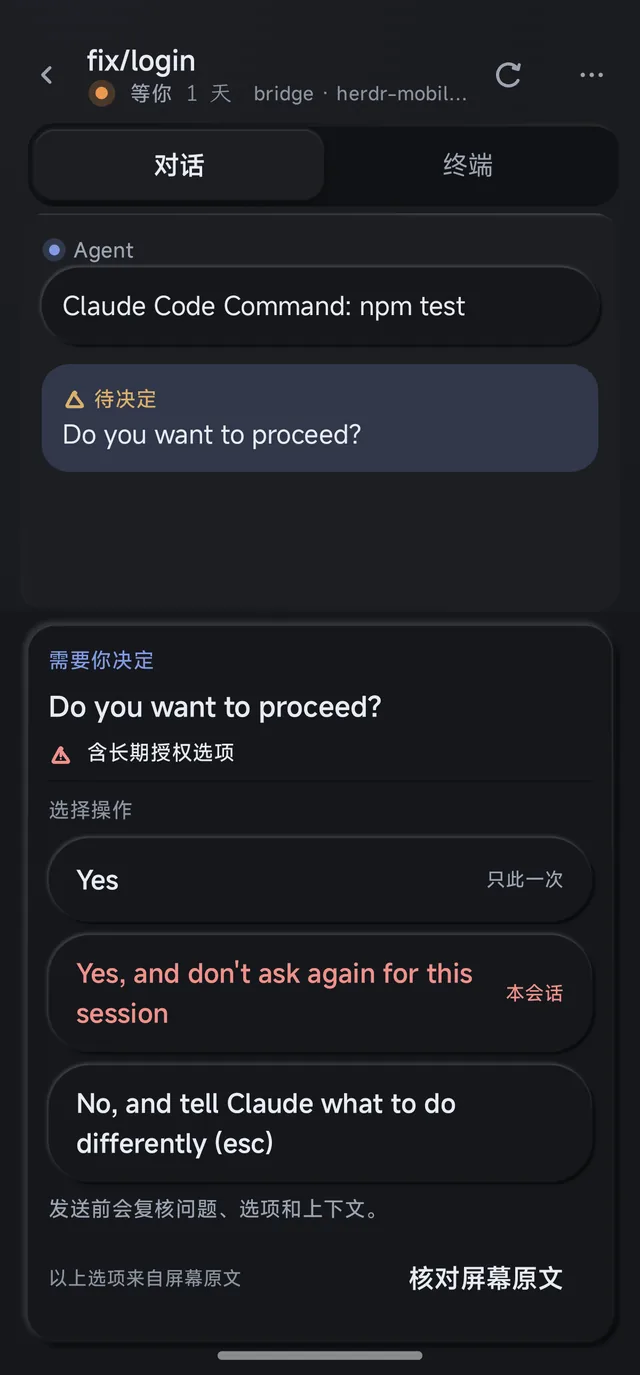 fix/login
等你 1 天 bridge · herdr-mobil...
对话
终端
Agent
Claude Code Command: npm test
待决定
Do you want to proceed?
需要你决定
Do you want to proceed?
含长期授权选项
选择操作
Yes
只此一次
Yes, and don't ask again for this
session
本会话
No, and tell Claude what to do
differently (esc)
发送前会复核问题、选项和上下文。
以上选项来自屏幕原文
核对屏幕原文